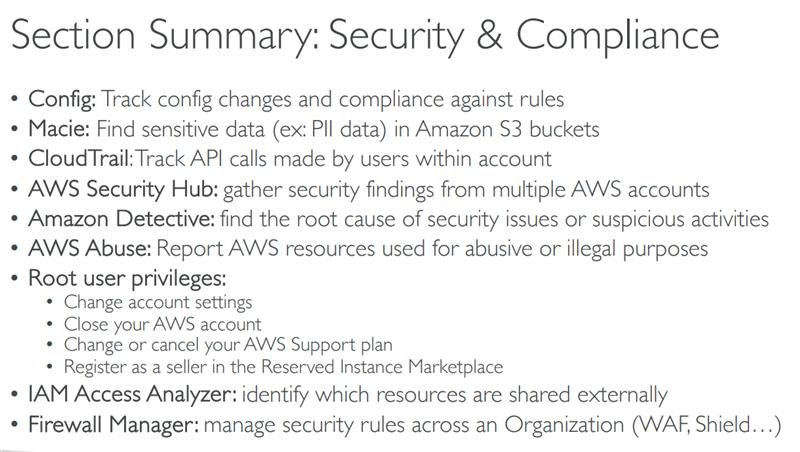 Section Summary: Security & Compliance
• Config: Track config changes and compliance against rules
• Macie: Find sensitive data (ex: PII data) in Amazon S3 buckets
• CloudTrail: Track API calls made by users within account
• AWS Security Hub: gather security findings from multiple AWS accounts
• Amazon Detective: find the root cause of security issues or suspicious activities
• AWS Abuse: Report AWS resources used for abusive or illegal purposes
• Root user privileges:
• Change account settings
• Close your AWS account
• Change or cancel your AWS Support plan
• Register as a seller in the Reserved Instance Marketplace
• IAM Access Analyzer: identify which resources are shared externally
• Firewall Manager: manage security rules across an Organization (WAF, Shield…)